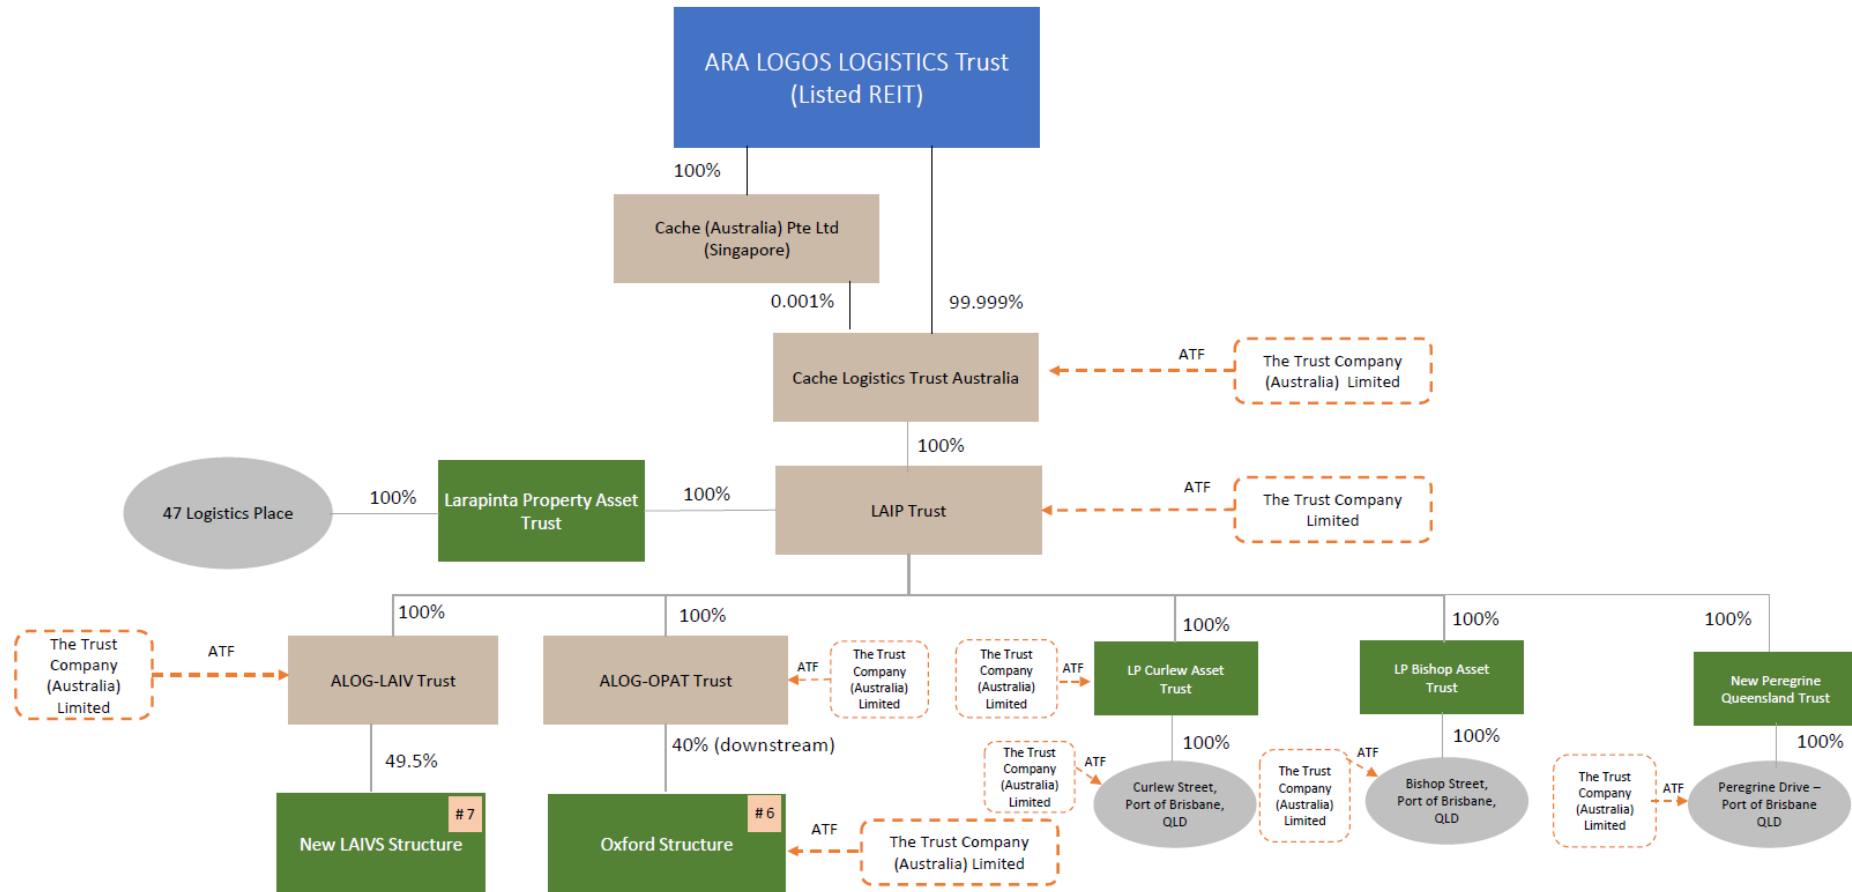 ARA LOGOS LOGISTICS Trust
(Listed REIT)
100%
Cache (Australia) Pte Ltd
(Singapore)
0.001%
99.999%
Cache Logistics Trust Australia
ATF
The Trust Company
(Australia) Limited
100%
47 Logistics Place
100%
Larapinta Property Asset
Trust
100%
LAIP Trust
ATF
The Trust Company
Limited
100%
100%
100%
100%
100%
The Trust
Company
(Australia)
Limited
ATF
ALOG-LAIV Trust
ALOG-OPAT Trust
ATF
The Trust
Company
(Australia)
Limited
The Trust
Company
(Australia)
Limited
ATF
LP Curlew Asset
Trust
LP Bishop Asset
Trust
New Peregrine
Queensland Trust
49.5%
40% (downstream)
100%
100%
100%
New LAIVS Structure
#7
Oxford Structure
#6
ATF
The Trust Company
(Australia) Limited
The Trust
Company
(Australia)
Limited
ATF
Curlew Street,
Port of Brisbane,
QLD
The Trust
Company
(Australia)
Limited
ATF
Bishop Street,
Port of Brisbane,
QLD
The Trust
Company
(Australia)
Limited
ATF
Peregrine Drive –
Port of Brisbane
QLD